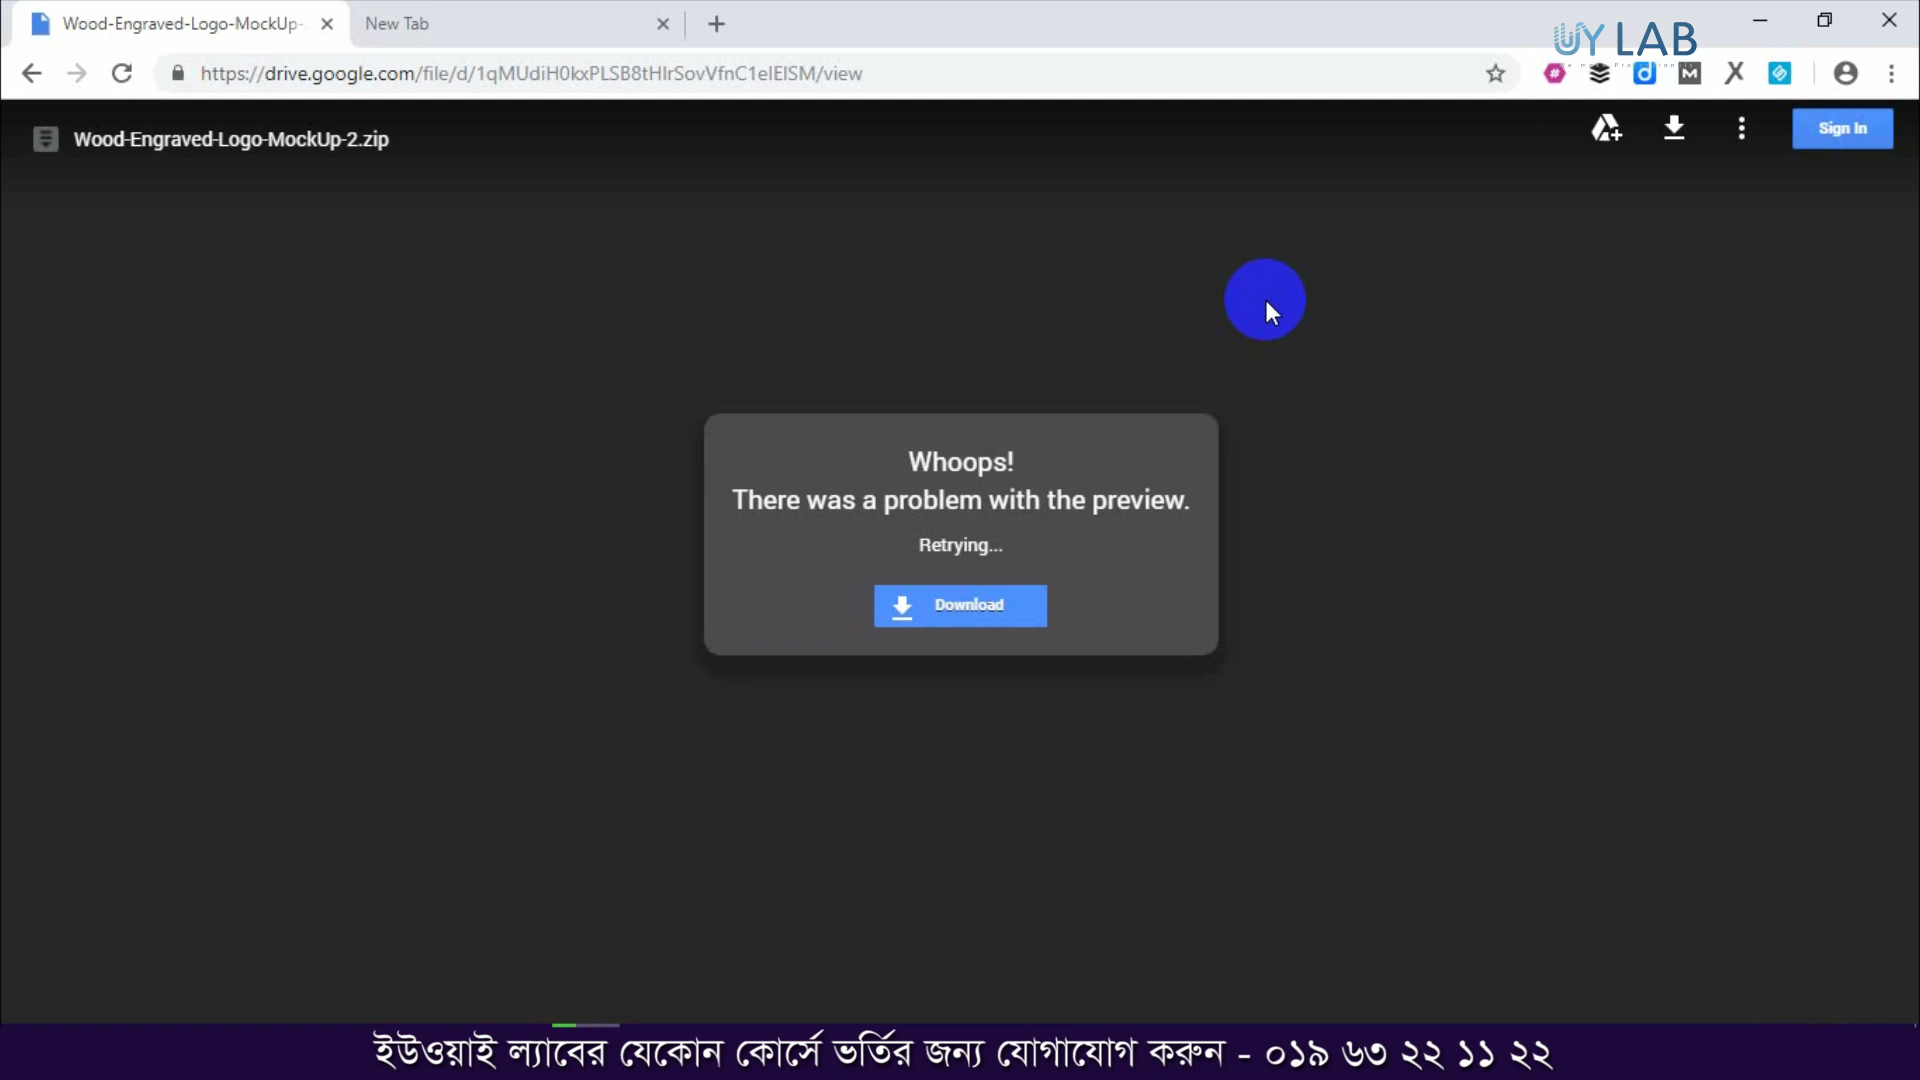 Wood-Engraved-Logo-MockUp-
New Tab
UY LAB
https://drive.google.com/file/d/1qMUdiH0kxPLSB8tHIrSovVfnC1eIElSM/view
Wood-Engraved-Logo-MockUp-2.zip
Sign In
Whoops!
There was a problem with the preview.
Retrying...
Download
ইউওয়াই ল্যাবের যেকোন কোর্সে ভর্তির জন্য যোগাযোগ করুন - ০১৯ ৬৩ ২২ ১১ ২২